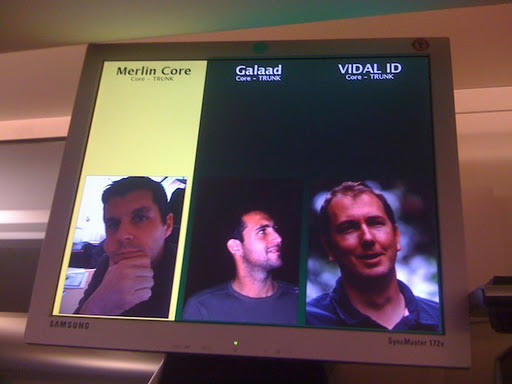 Merlin Core
Core - TRUNK
Galaad
Core - TRUNK
VIDAL ID
Core - TRUNK
SAMSUNG
SyncMaster 172v